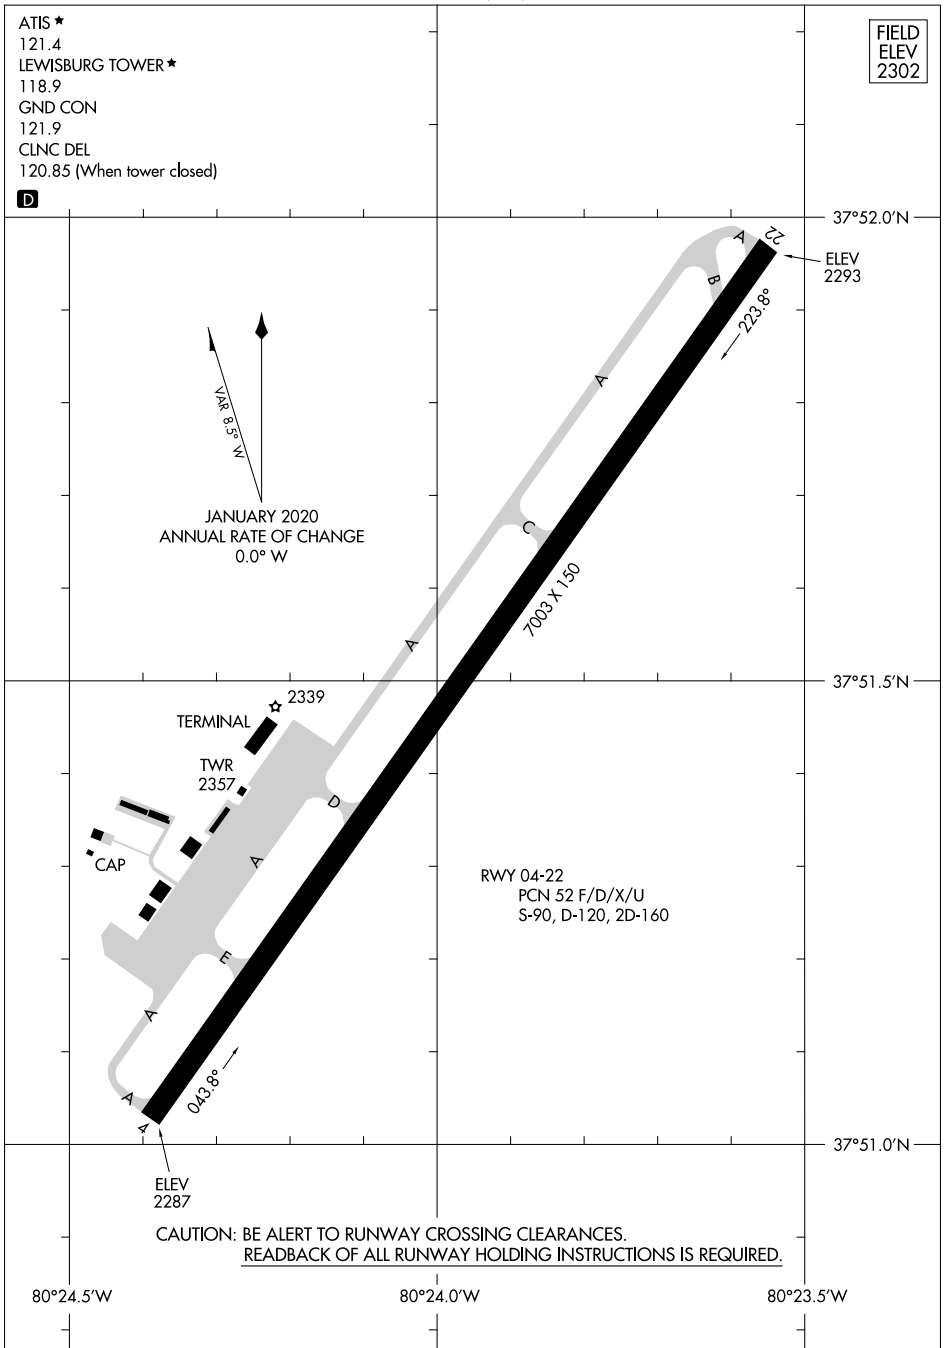 ATIS ★
121.4
LEWISBURG TOWER ★
118.9
GND CON
121.9
CLNC DEL
120.85 (When tower closed)
D
FIELD
ELEV
2302
37°52.0'N
A
22
ELEV
2293
B
223.8°
A
VAR 8.5° W
JANUARY 2020
ANNUAL RATE OF CHANGE
0.0° W
C
7003 X 150
A
37°51.5'N
2339
TERMINAL
TWR
2357
D
A
CAP
RWY 04-22
PCN 52 F/D/X/U
S-90, D-120, 2D-160
E
A
043.8°
A
4
37°51.0'N
ELEV
2287
CAUTION: BE ALERT TO RUNWAY CROSSING CLEARANCES.
READBACK OF ALL RUNWAY HOLDING INSTRUCTIONS IS REQUIRED.
80°24.5'W
80°24.0'W
80°23.5'W